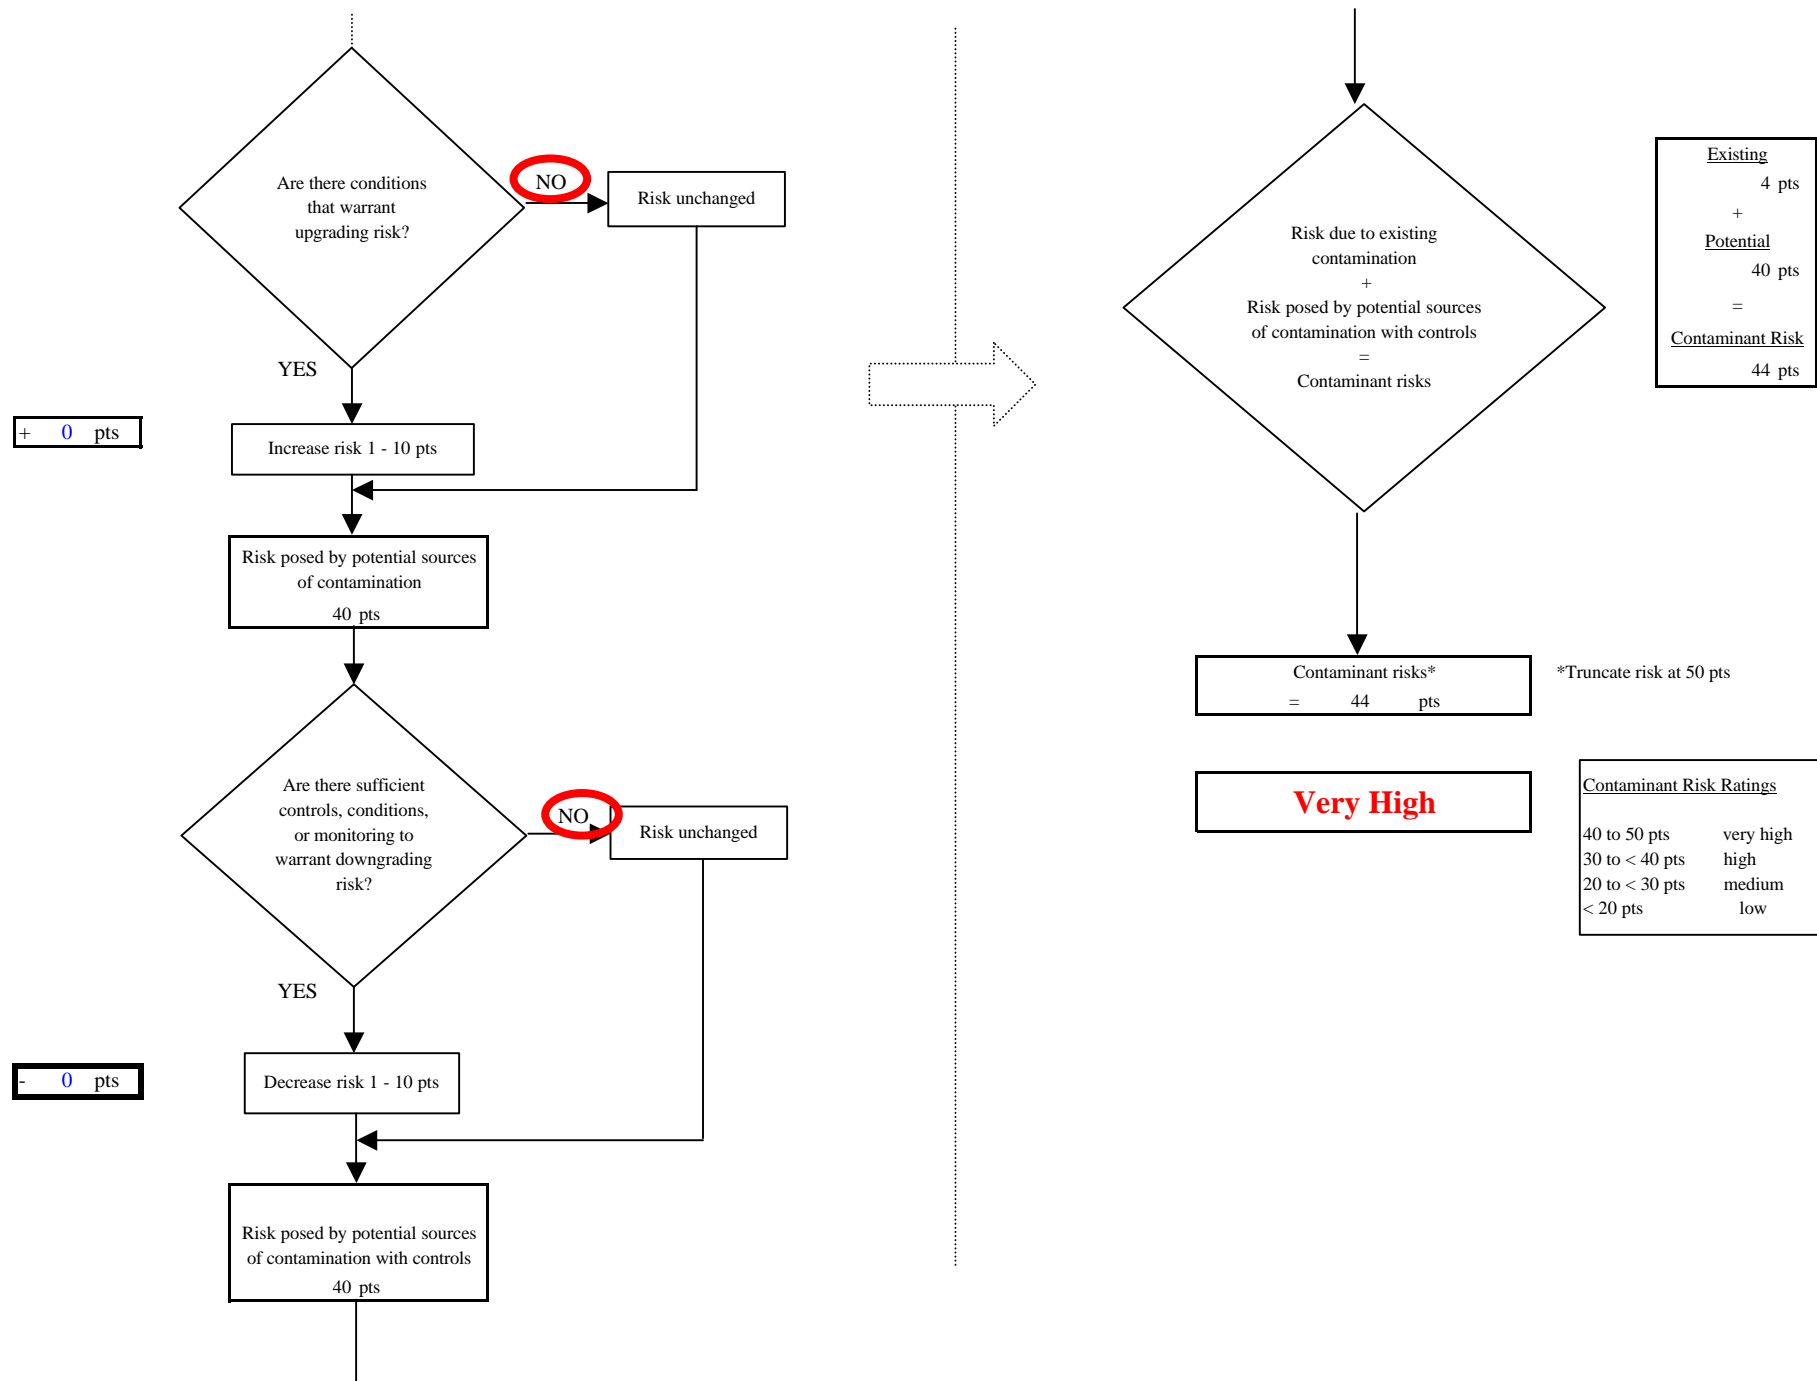 Are there conditions
that warrant
upgrading risk?
NO
Risk unchanged
YES
+ 0 pts
Increase risk 1 - 10 pts
Risk posed by potential sources
of contamination
40 pts
Are there sufficient
controls, conditions,
or monitoring to
warrant downgrading
risk?
NO
Risk unchanged
YES
- 0 pts
Decrease risk 1 - 10 pts
Risk posed by potential sources
of contamination with controls
40 pts
Risk due to existing
contamination
+
Risk posed by potential sources
of contamination with controls
=
Contaminant risks
Existing
4 pts
+
Potential
40 pts
=
Contaminant Risk
44 pts
Contaminant risks*
= 44 pts
*Truncate risk at 50 pts
Very High
Contaminant Risk Ratings
40 to 50 pts very high
30 to < 40 pts high
20 to < 30 pts medium
< 20 pts low